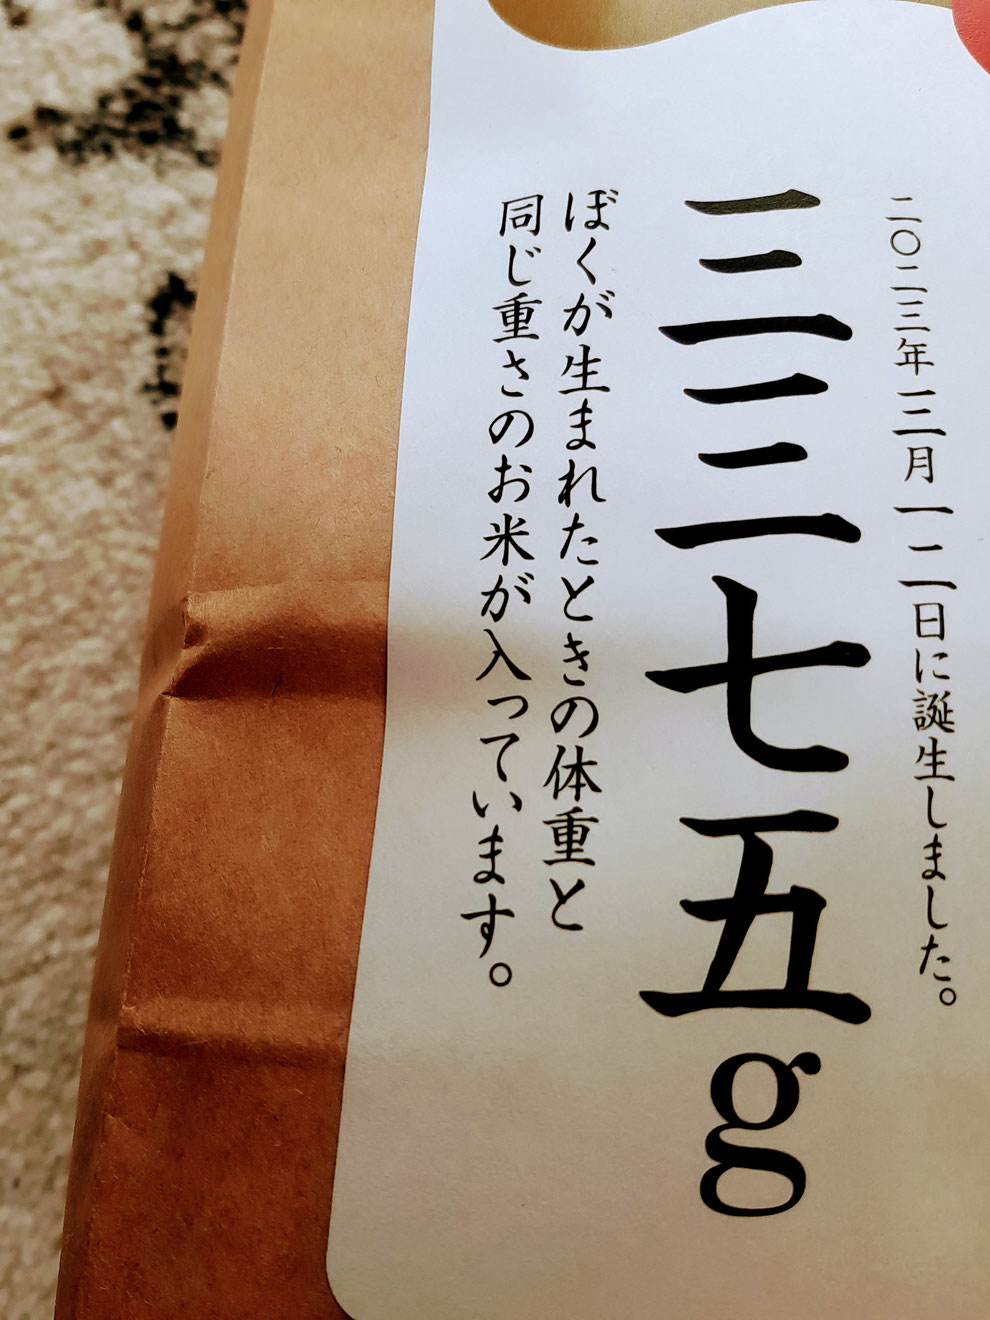 二〇二三年三月一二日に誕生しました。
三三七五g
ぼくが生まれたときの体重と
同じ重さのお米が入っています。